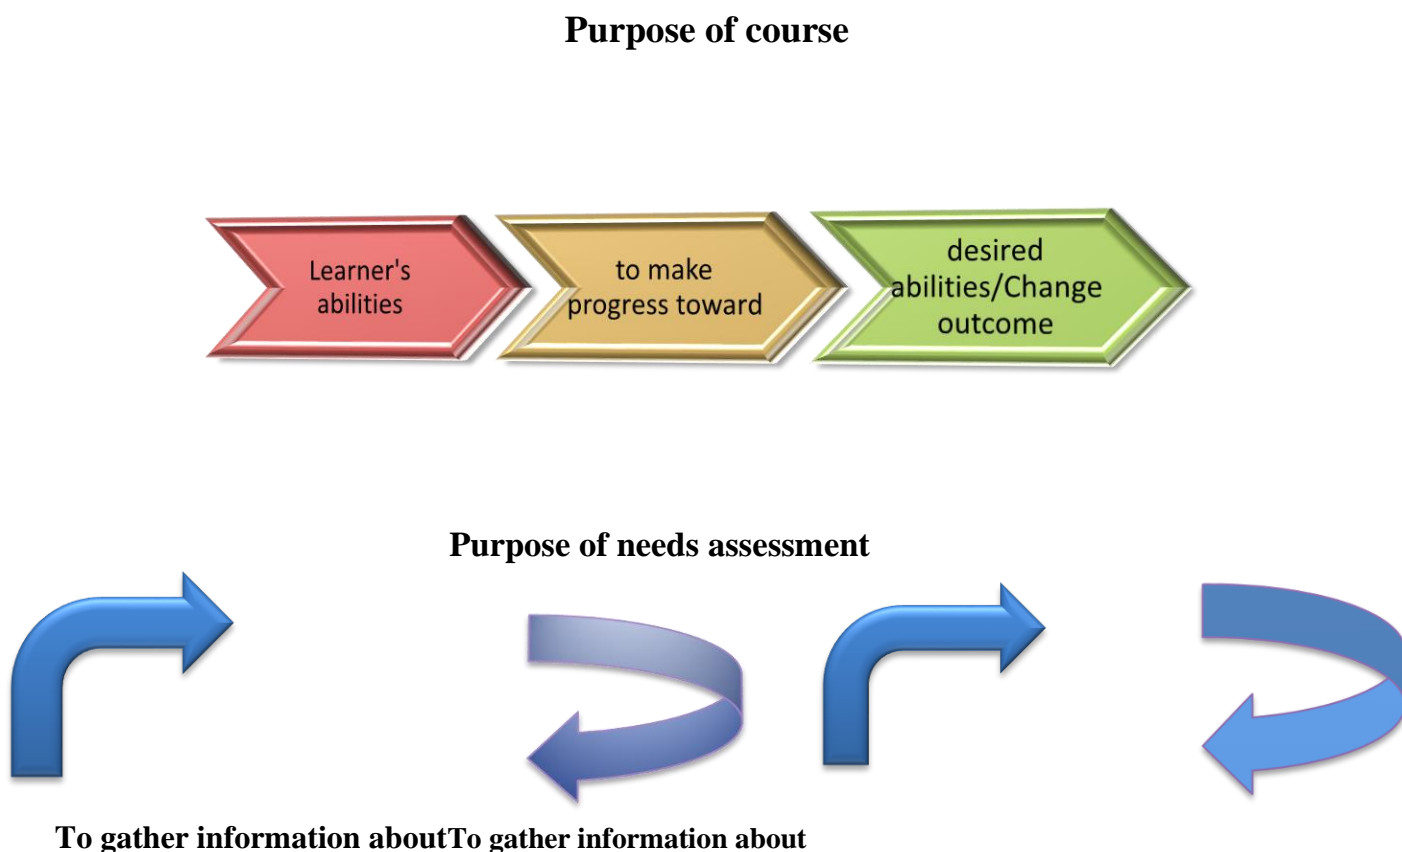 Purpose of course
Learner's
abilities
to make
progress toward
desired
abilities/Change
outcome
Purpose of needs assessment
To gather information aboutTo gather information about